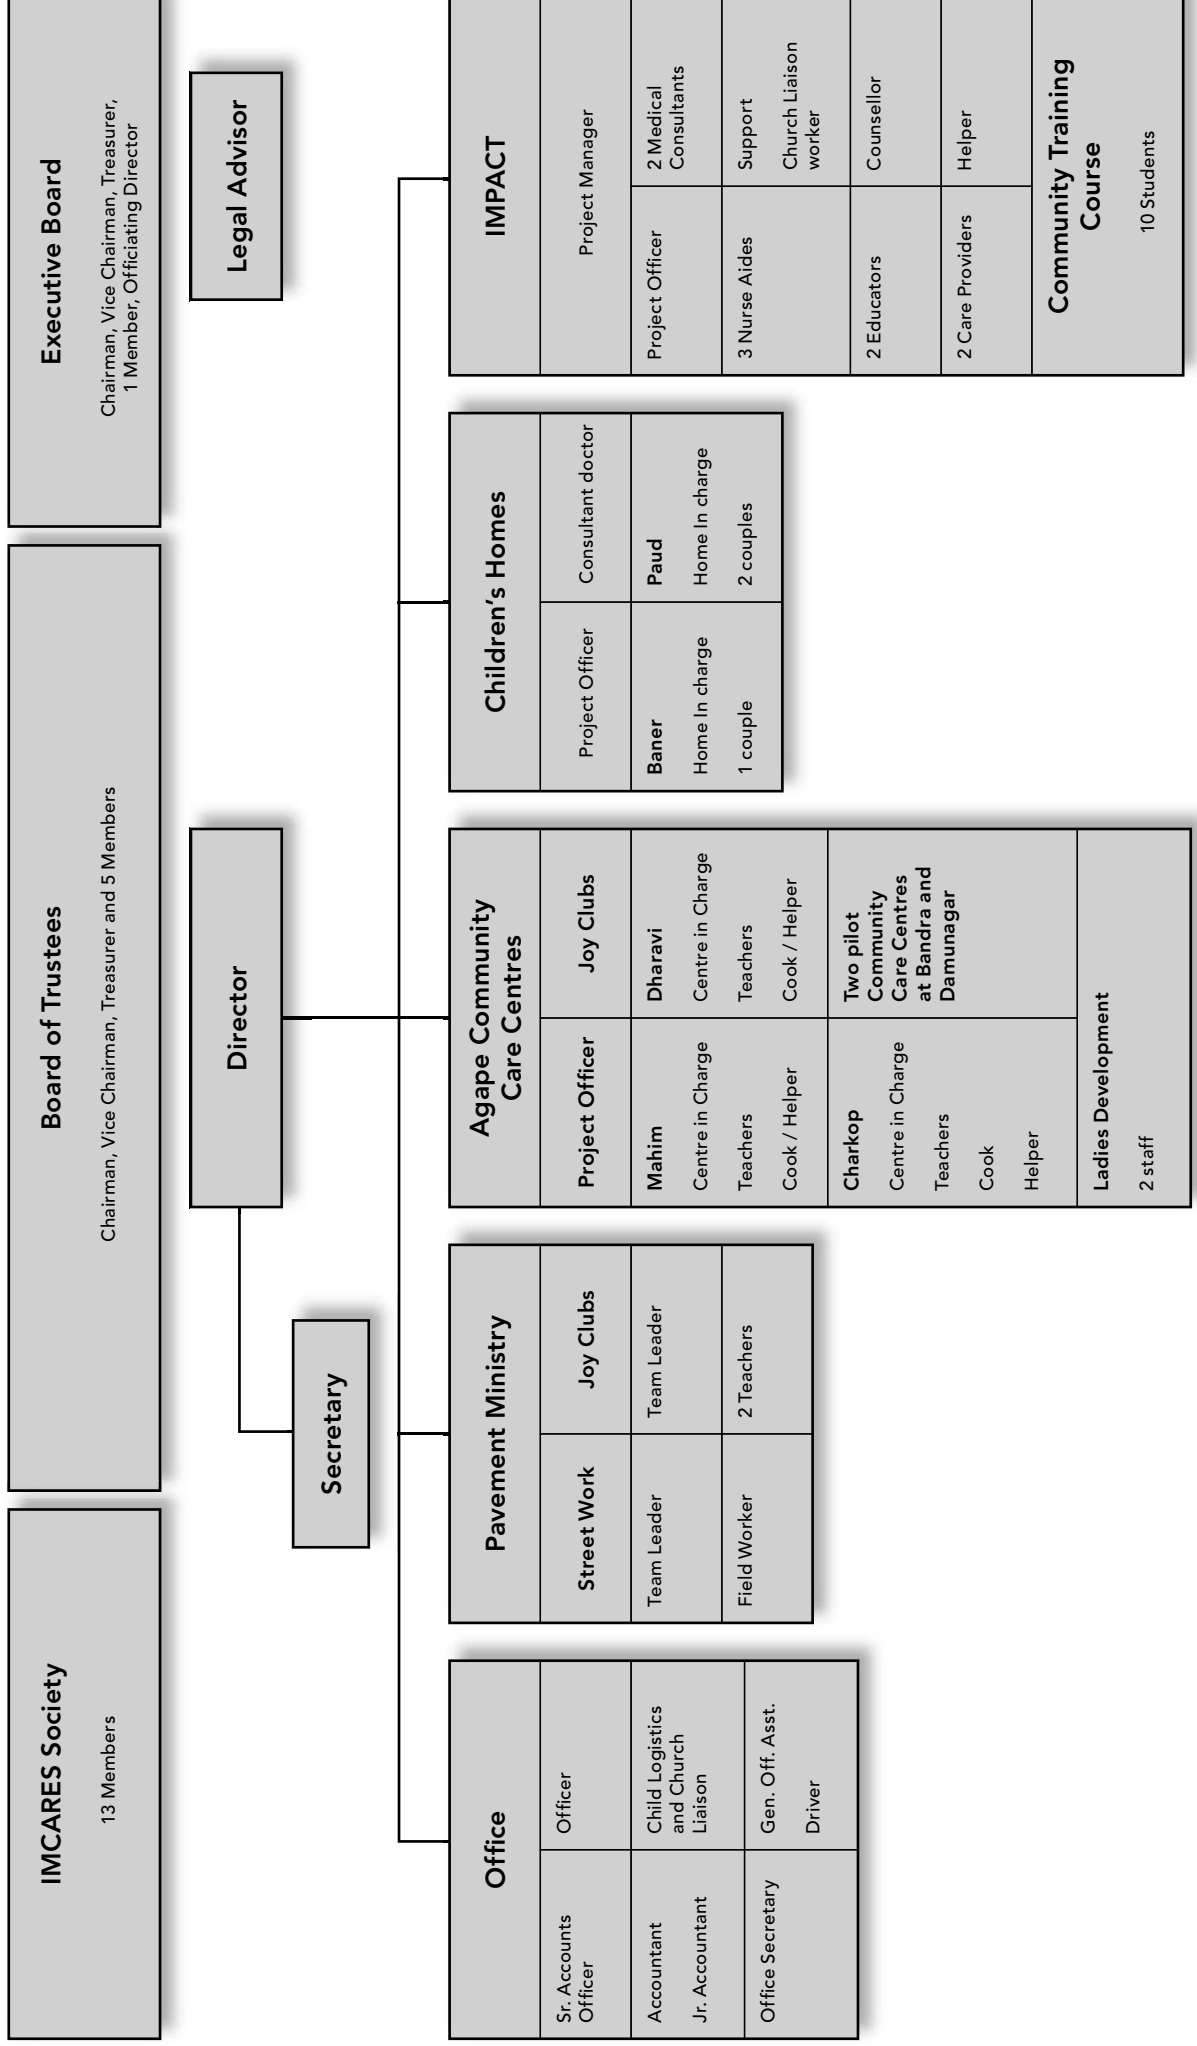 IMCARES Society
13 Members
Board of Trustees
Chairman, Vice Chairman, Treasurer and 5 Members
Executive Board
Chairman, Vice Chairman, Treasurer,
1 Member, Officiating Director
Director
Legal Advisor
Secretary
Office
Sr. Accounts
Officer
Officer
Accountant
Jr. Accountant
Child Logistics
and Church
Liaison
Office Secretary
Gen. Off. Asst.
Driver
Pavement Ministry
Street Work
Joy Clubs
Team Leader
Team Leader
Field Worker
2 Teachers
Agape Community
Care Centres
Project Officer
Joy Clubs
Mahim
Centre in Charge
Teachers
Cook / Helper
Dharavi
Centre in Charge
Teachers
Cook / Helper
Charkop
Centre in Charge
Teachers
Cook
Helper
Two pilot
Community
Care Centres
at Bandra and
Damunagar
Ladies Development
2 staff
Children’s Homes
Project Officer
Consultant doctor
Baner
Home In charge
1 couple
Paud
Home In charge
2 couples
IMPACT
Project Manager
Project Officer
2 Medical
Consultants
3 Nurse Aides
Support
Church Liaison
worker
2 Educators
Counsellor
2 Care Providers
Helper
Community Training
Course
10 Students